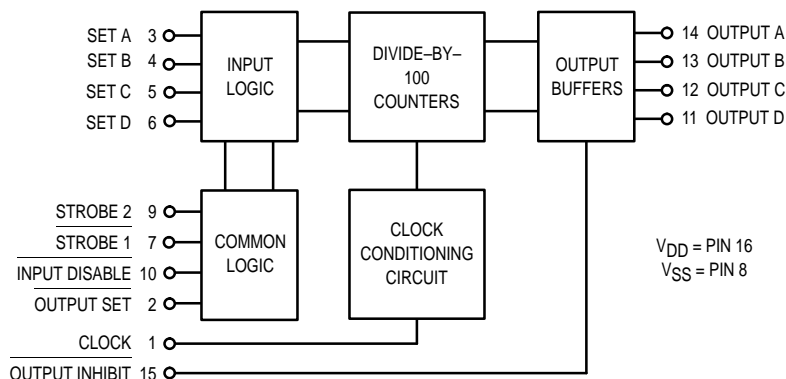 SET A 3
SET B 4
SET C 5
SET D 6
INPUT
LOGIC
DIVIDE–BY–
100
COUNTERS
OUTPUT
BUFFERS
14 OUTPUT A
13 OUTPUT B
12 OUTPUT C
11 OUTPUT D
STROBE 2 9
STROBE 1 7
INPUT DISABLE 10
OUTPUT SET 2
COMMON
LOGIC
CLOCK
CONDITIONING
CIRCUIT
VDD = PIN 16
VSS = PIN 8
CLOCK 1
OUTPUT INHIBIT 15